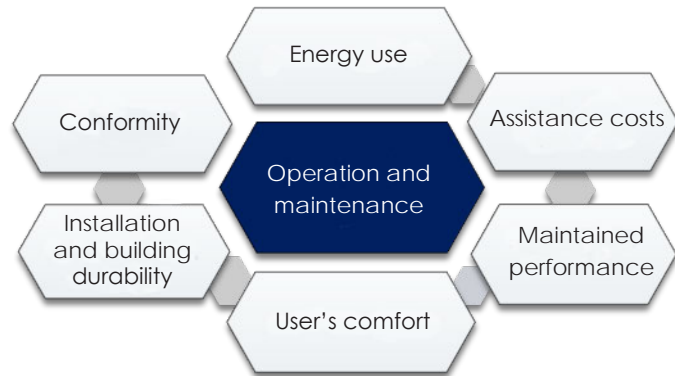 Energy use
Conformity
Assistance costs
Operation and
maintenance
Installation
and building
durability
Maintained
performance
User's comfort